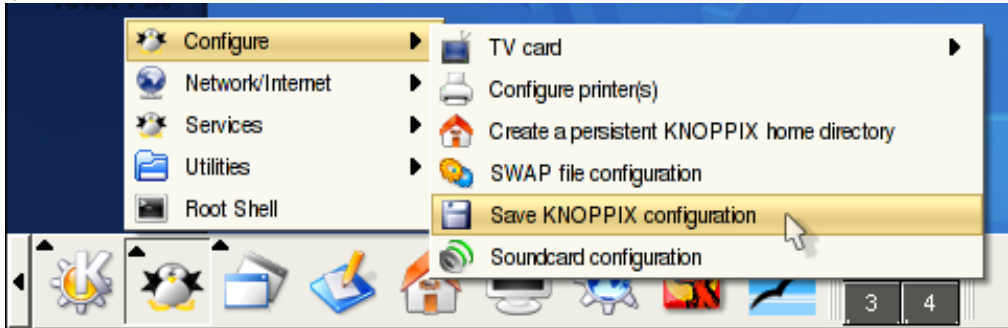 Configure
Network/Internet
Services
Utilities
Root Shell
TV card
Configure printer(s)
Create a persistent KNOPPIX home directory
SWAP file configuration
Save KNOPPIX configuration
Soundcard configuration
3 4